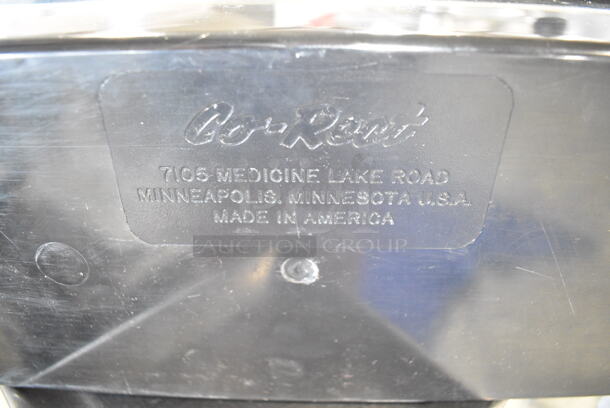 Co-Rect
7105 MEDICINE LAKE ROAD
MINNEAPOLIS, MINNESOTA U.S.A.
MADE IN AMERICA
AUCTION GROUP